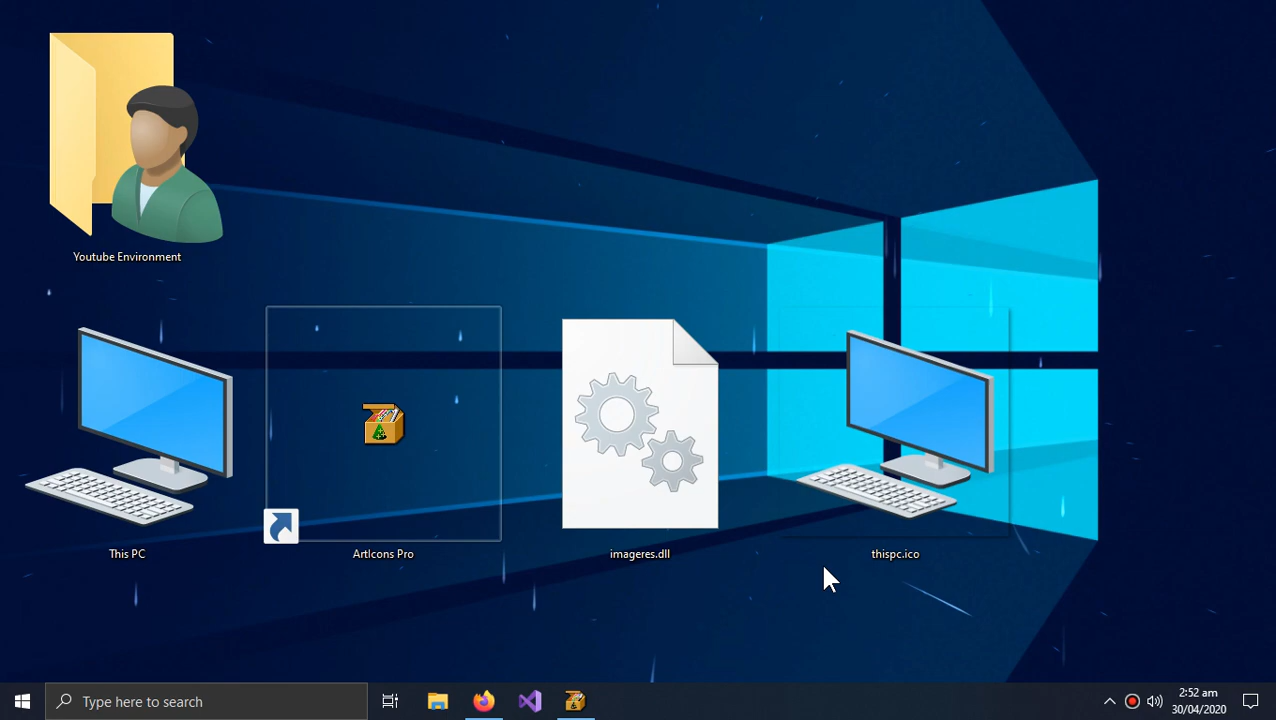 Youtube Environment
This PC
ArtIcons Pro
imageres.dll
thispc.ico
Type here to search
2:52 am
30/04/2020